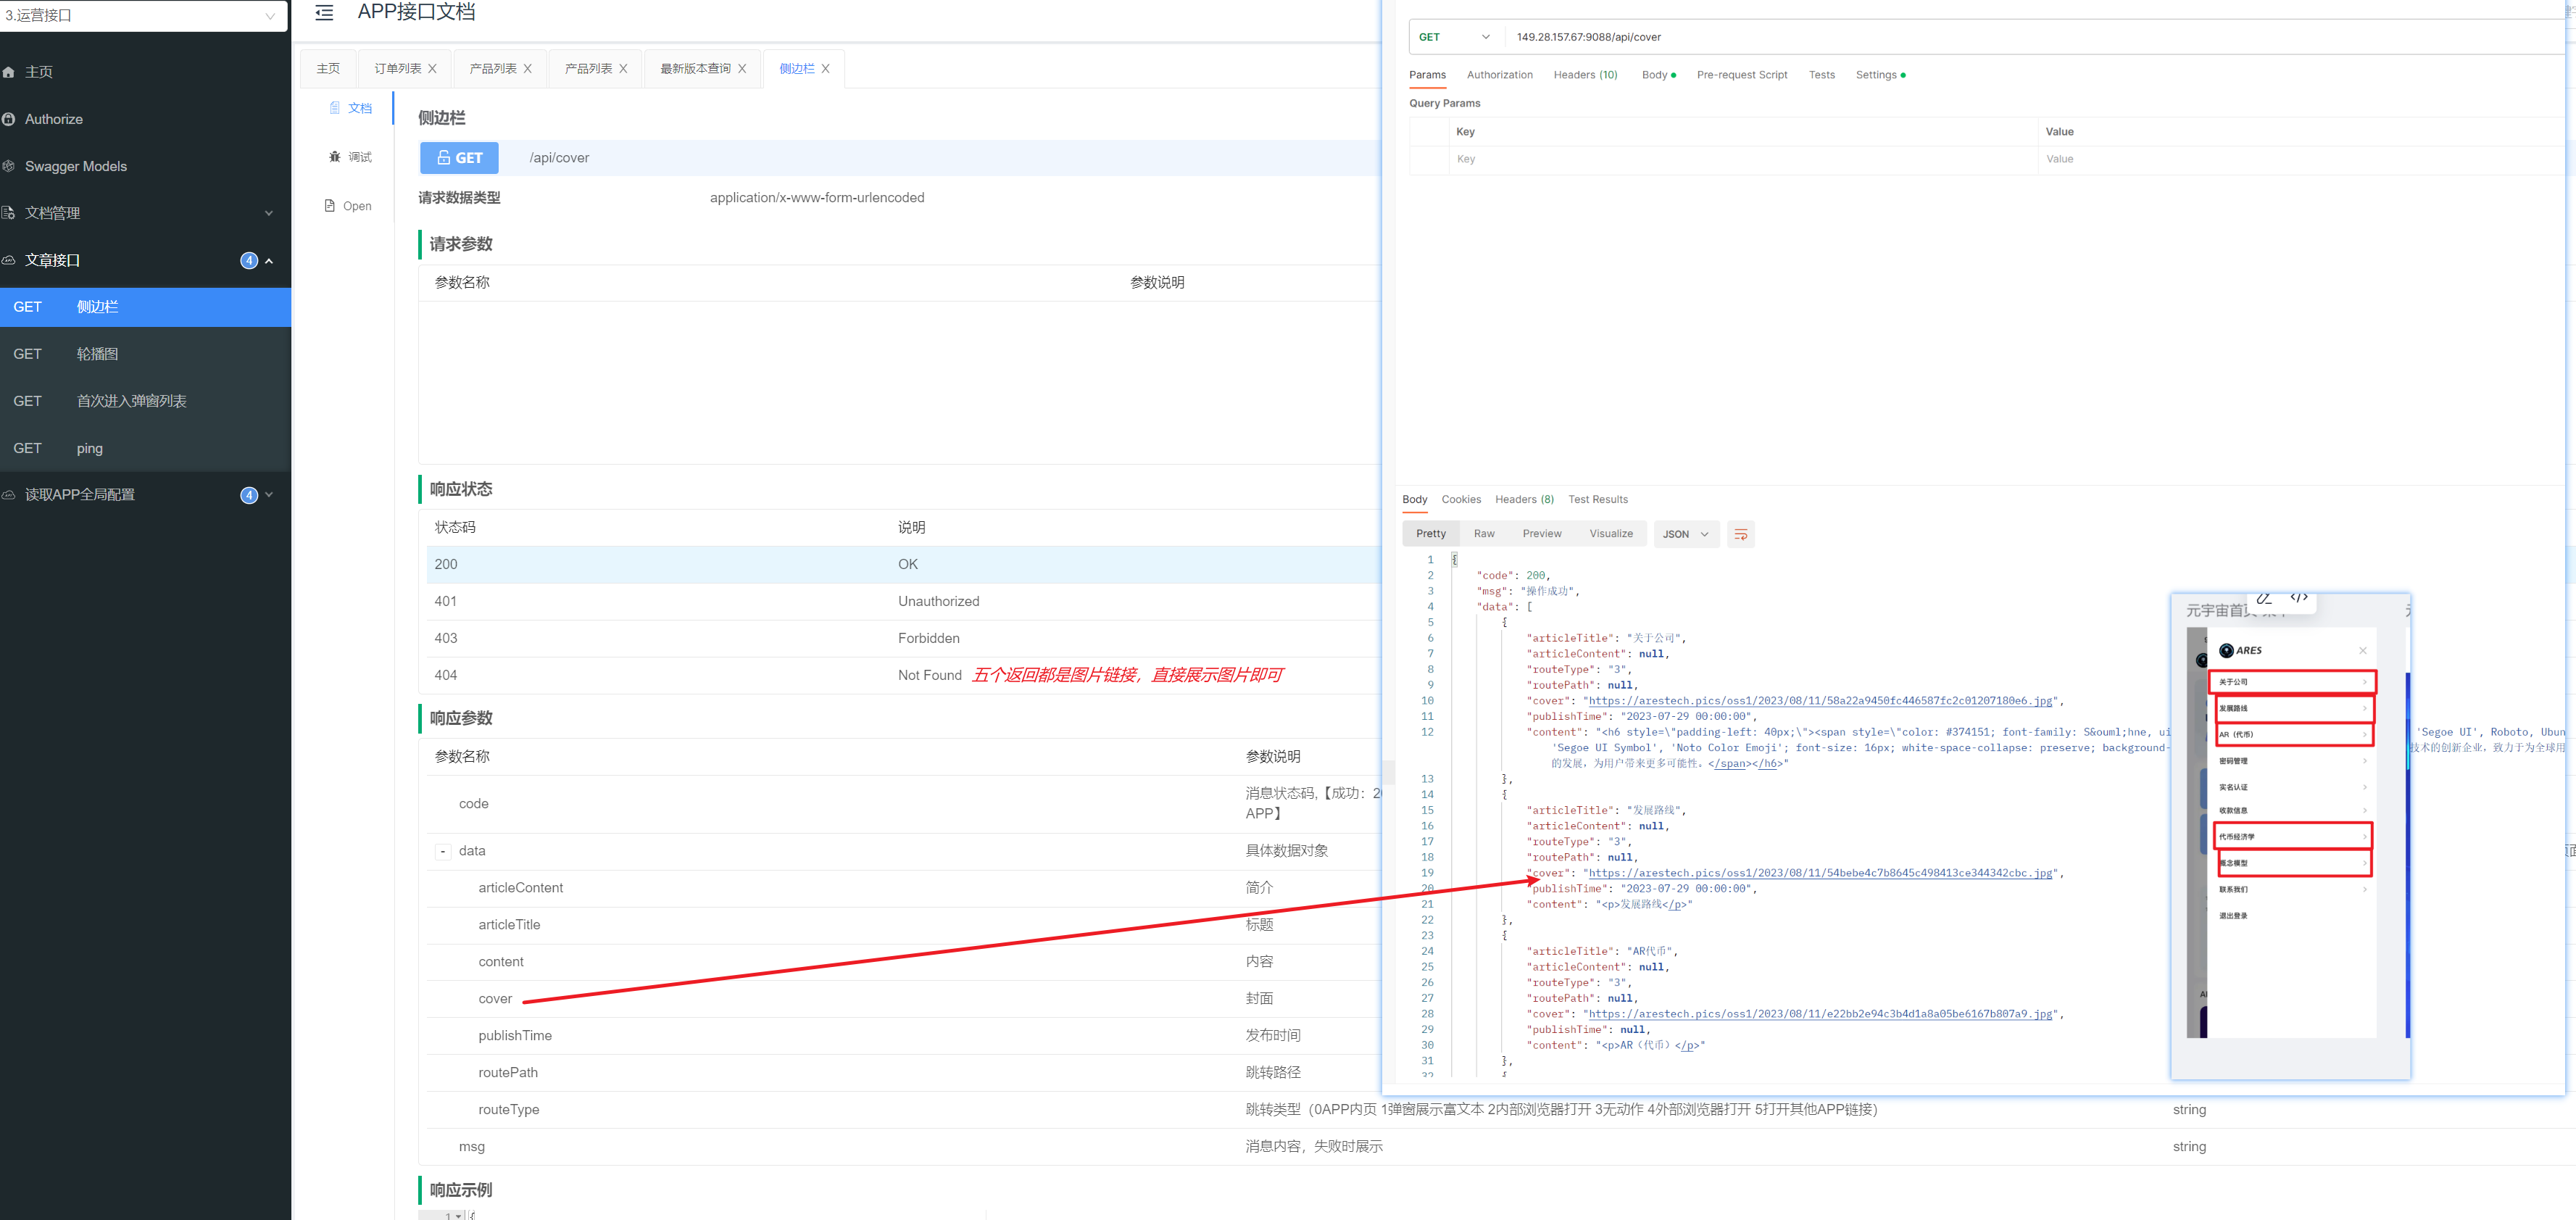 3.运营接口
主页
Authorize
Swagger Models
文档管理
文章接口 4
GET 侧边栏
GET 轮播图
GET 首次进入弹窗列表
GET ping
读取APP全局配置 4
APP接口文档
主页 订单列表 X 产品列表 X 产品列表 X 最新版本查询 X 侧边栏 X
文档
调试
Open
侧边栏
GET /api/cover
请求数据类型 application/x-www-form-urlencoded
请求参数
参数名称 参数说明
响应状态
状态码 说明
200 OK
401 Unauthorized
403 Forbidden
404 Not Found 五个返回都是图片链接，直接展示图片即可
响应参数
参数名称 参数说明
code 消息状态码,【成功：20
APP】
- data 具体数据对象
articleContent 简介
articleTitle 标题
content 内容
cover 封面
publishTime 发布时间
routePath 跳转路径
routeType 跳转类型（0APP内页 1弹窗展示富文本 2内部浏览器打开 3无动作 4外部浏览器打开 5打开其他APP链接） string
msg 消息内容，失败时展示 string
响应示例
1 {
GET 149.28.157.67:9088/api/cover
Params Authorization Headers (10) Body Pre-request Script Tests Settings
Query Params
Key Value
Key Value
Body Cookies Headers (8) Test Results
Pretty Raw Preview Visualize JSON
1 {
2 "code": 200,
3 "msg": "操作成功",
4 "data": [
5 {
6 "articleTitle": "关于公司",
7 "articleContent": null,
8 "routeType": "3",
9 "routePath": null,
10 "cover": "https://arestech.pics/oss1/2023/08/11/58a22a9450fc446587fc2c01207180e6.jpg",
11 "publishTime": "2023-07-29 00:00:00",
12 "content": "<h6 style=\"padding-left: 40px;\"><span style=\"color: #374151; font-family: S&ouml;hne, ui 'Segoe UI', Roboto, Ubun
'Segoe UI Symbol', 'Noto Color Emoji'; font-size: 16px; white-space-collapse: preserve; background- 技术的创新企业，致力于为全球用
的发展，为用户带来更多可能性。</span></h6>"
13 },
14 {
15 "articleTitle": "发展路线",
16 "articleContent": null,
17 "routeType": "3",
18 "routePath": null,
19 "cover": "https://arestech.pics/oss1/2023/08/11/54bebe4c7b8645c498413ce344342cbc.jpg",
20 "publishTime": "2023-07-29 00:00:00",
21 "content": "<p>发展路线</p>"
22 },
23 {
24 "articleTitle": "AR代币",
25 "articleContent": null,
26 "routeType": "3",
27 "routePath": null,
28 "cover": "https://arestech.pics/oss1/2023/08/11/e22bb2e94c3b4d1a8a05be6167b807a9.jpg",
29 "publishTime": null,
30 "content": "<p>AR（代币）</p>"
31 },
32 {
元宇宙首页
ARES
关于公司
发展路线
AR（代币）
密码管理
实名认证
收款信息
代币经济学
概念模型
联系我们
退出登录